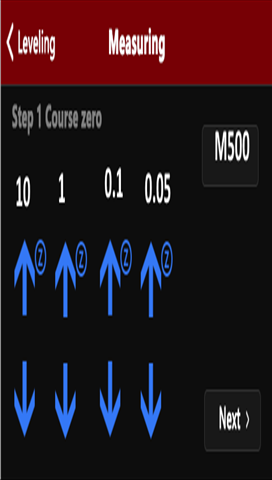 Leveling
Measuring
Step 1 Course zero
M500
10 1 0.1 0.05
Z Z Z Z
Next >